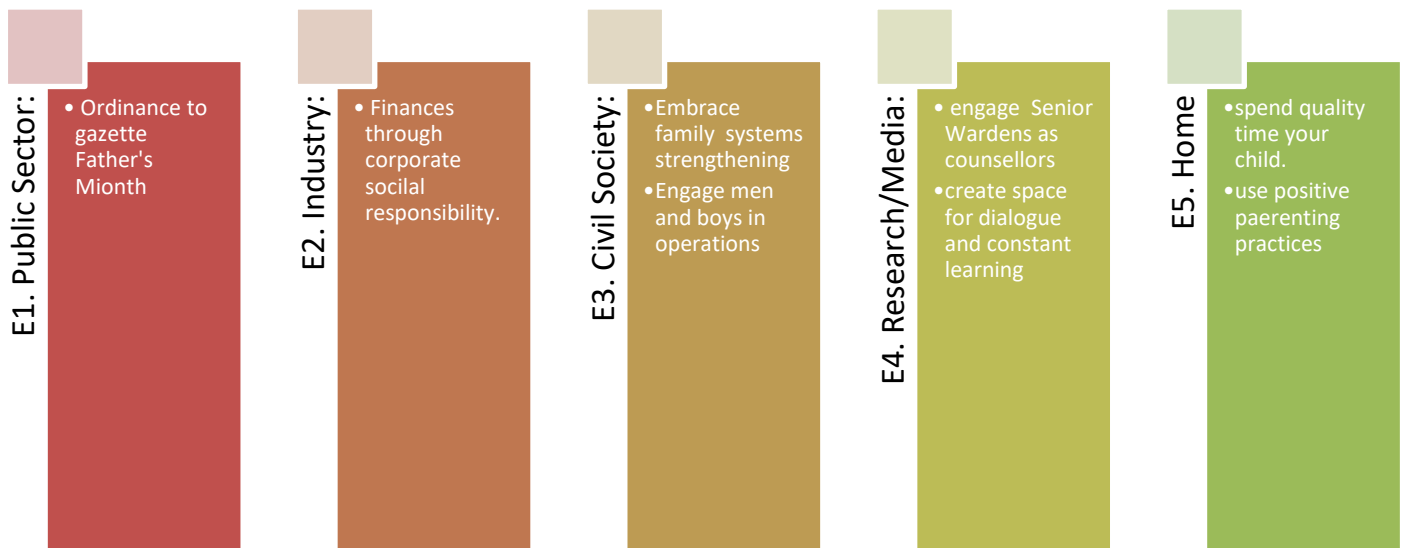 E1. Public Sector:
• Ordinance to
gazette
Father's
Mionth
E2. Industry:
• Finances
through
corporate
socilal
responsibility.
E3. Civil Society:
•Embrace
family systems
strengthening
•Engage men
and boys in
operations
E4. Research/Media:
• engage Senior
Wardens as
counsellors
•create space
for dialogue
and constant
learning
E5. Home
•spend quality
time your
child.
•use positive
paerenting
practices